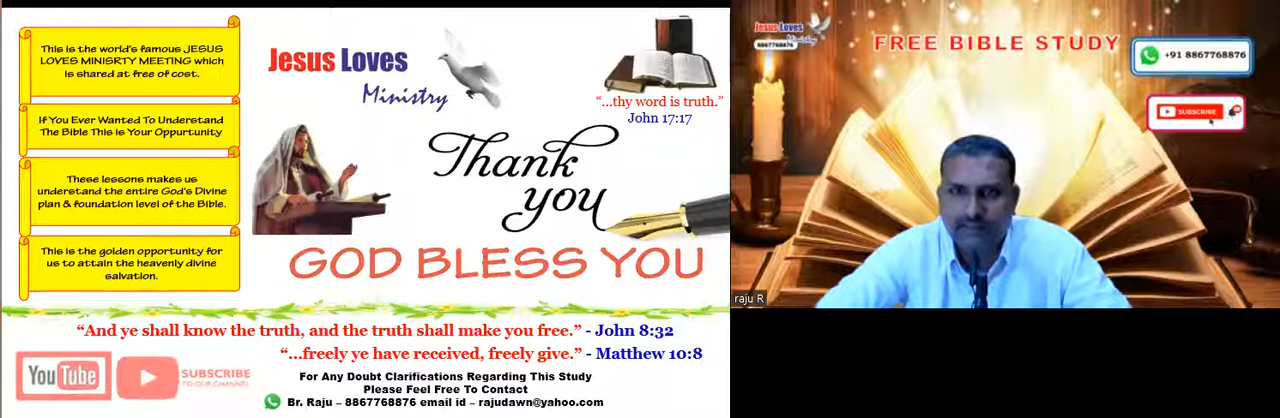 This is the world's famous JESUS
LOVES MINISRTY MEETING which
is shared at free of cost.
If You Ever Wanted To Understand
The Bible This is Your Oppurtunity
These lessons makes us
understand the entire God's Divine
plan & foundation level of the Bible.
This is the golden opportunity for
us to attain the heavenly divine
salvation.
Jesus Loves
Ministry
"...thy word is truth."
John 17:17
Thank
you
GOD BLESS YOU
"And ye shall know the truth, and the truth shall make you free." - John 8:32
"...freely ye have received, freely give." - Matthew 10:8
YouTube
SUBSCRIBE
TO OUR CHANNEL
For Any Doubt Clarifications Regarding This Study
Please Feel Free To Contact
Br. Raju – 8867768876 email id – rajudawn@yahoo.com
Jesus Loves
Ministry
8867768876
FREE BIBLE STUDY
+91 8867768876
SUBSCRIBE
raju R